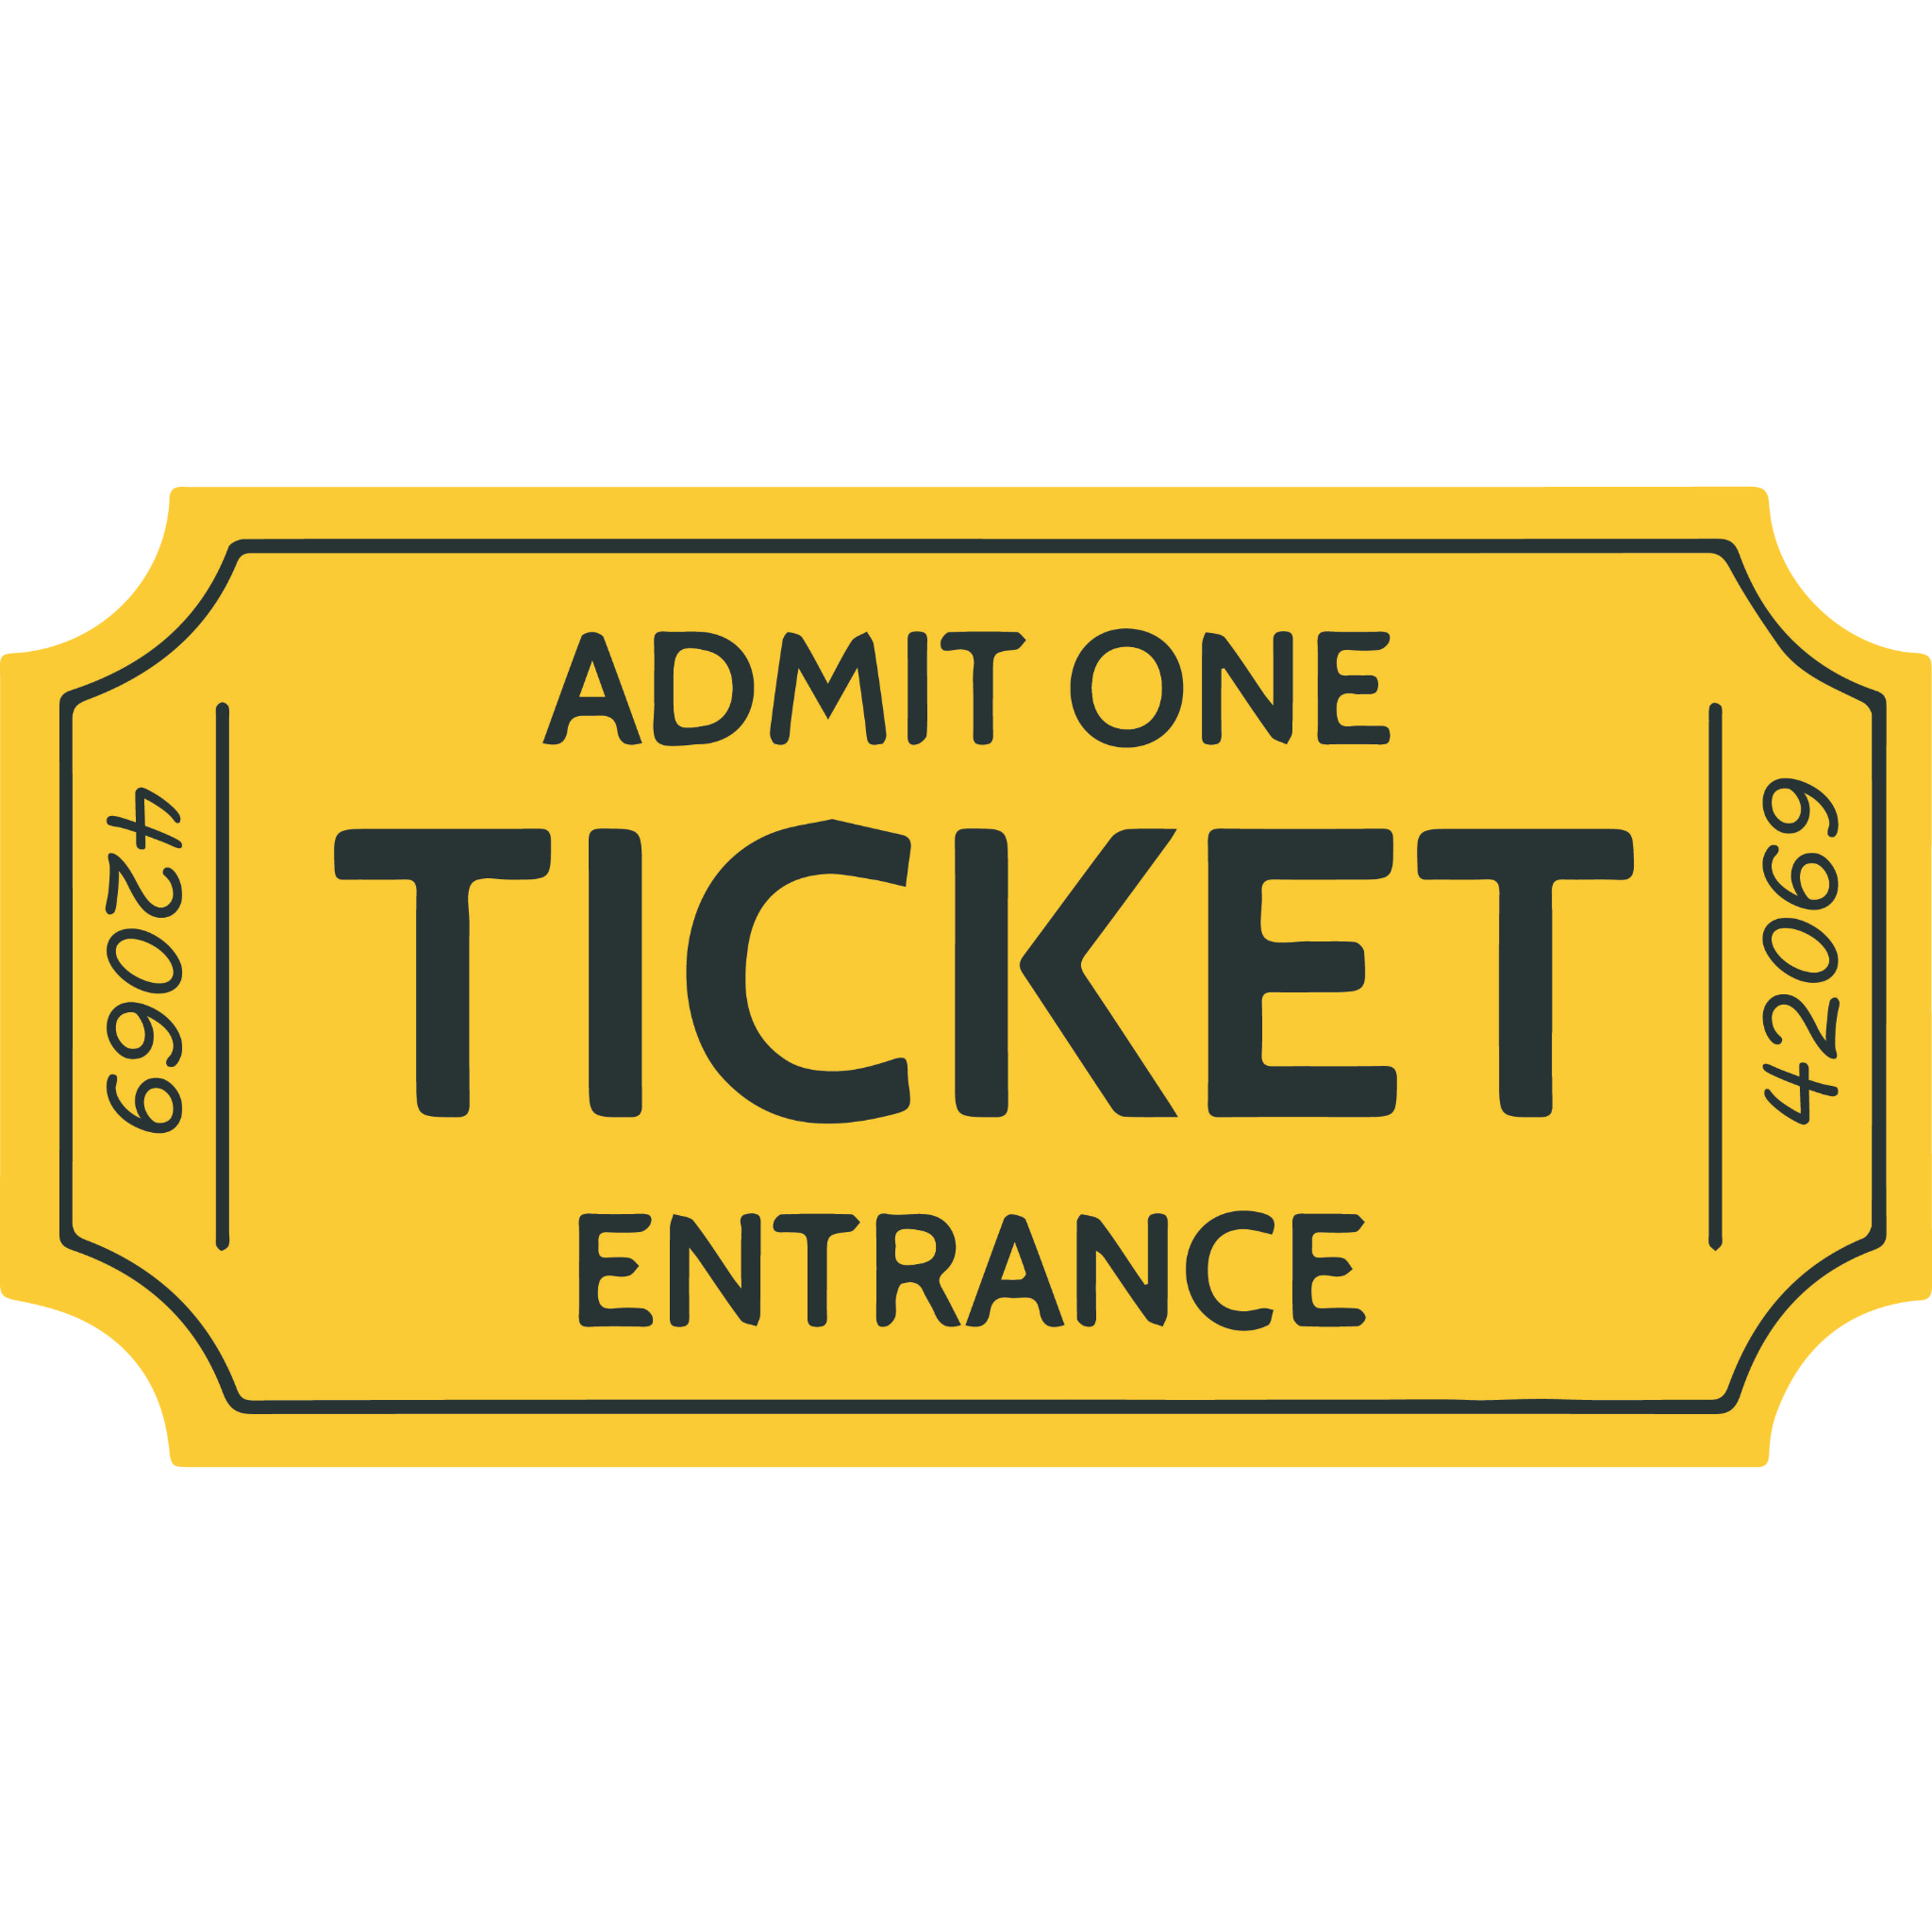 42069
ADMIT ONE
TICKET
ENTRANCE
42069